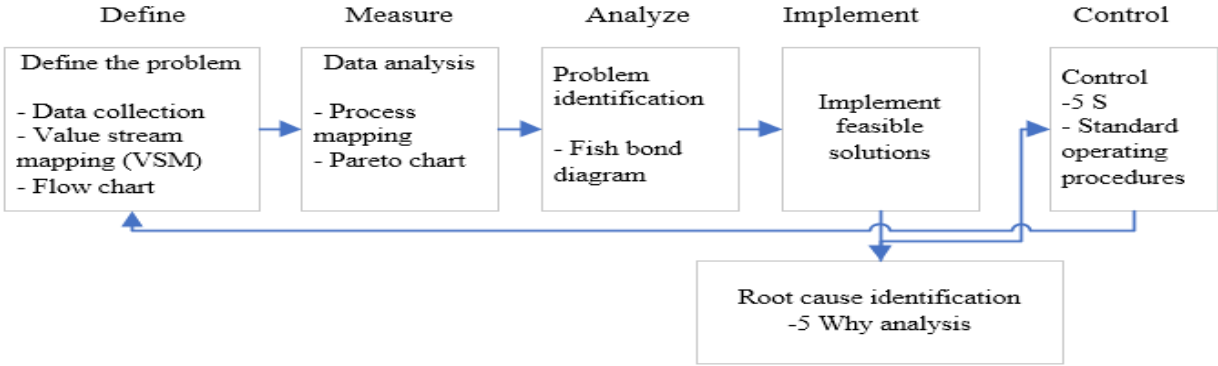 Define
Measure
Analyze
Implement
Control
Define the problem
- Data collection
- Value stream
mapping (VSM)
- Flow chart
Data analysis
- Process
mapping
- Pareto chart
Problem
identification
- Fish bond
diagram
Implement
feasible
solutions
Control
-5 S
- Standard
operating
procedures
Root cause identification
-5 Why analysis